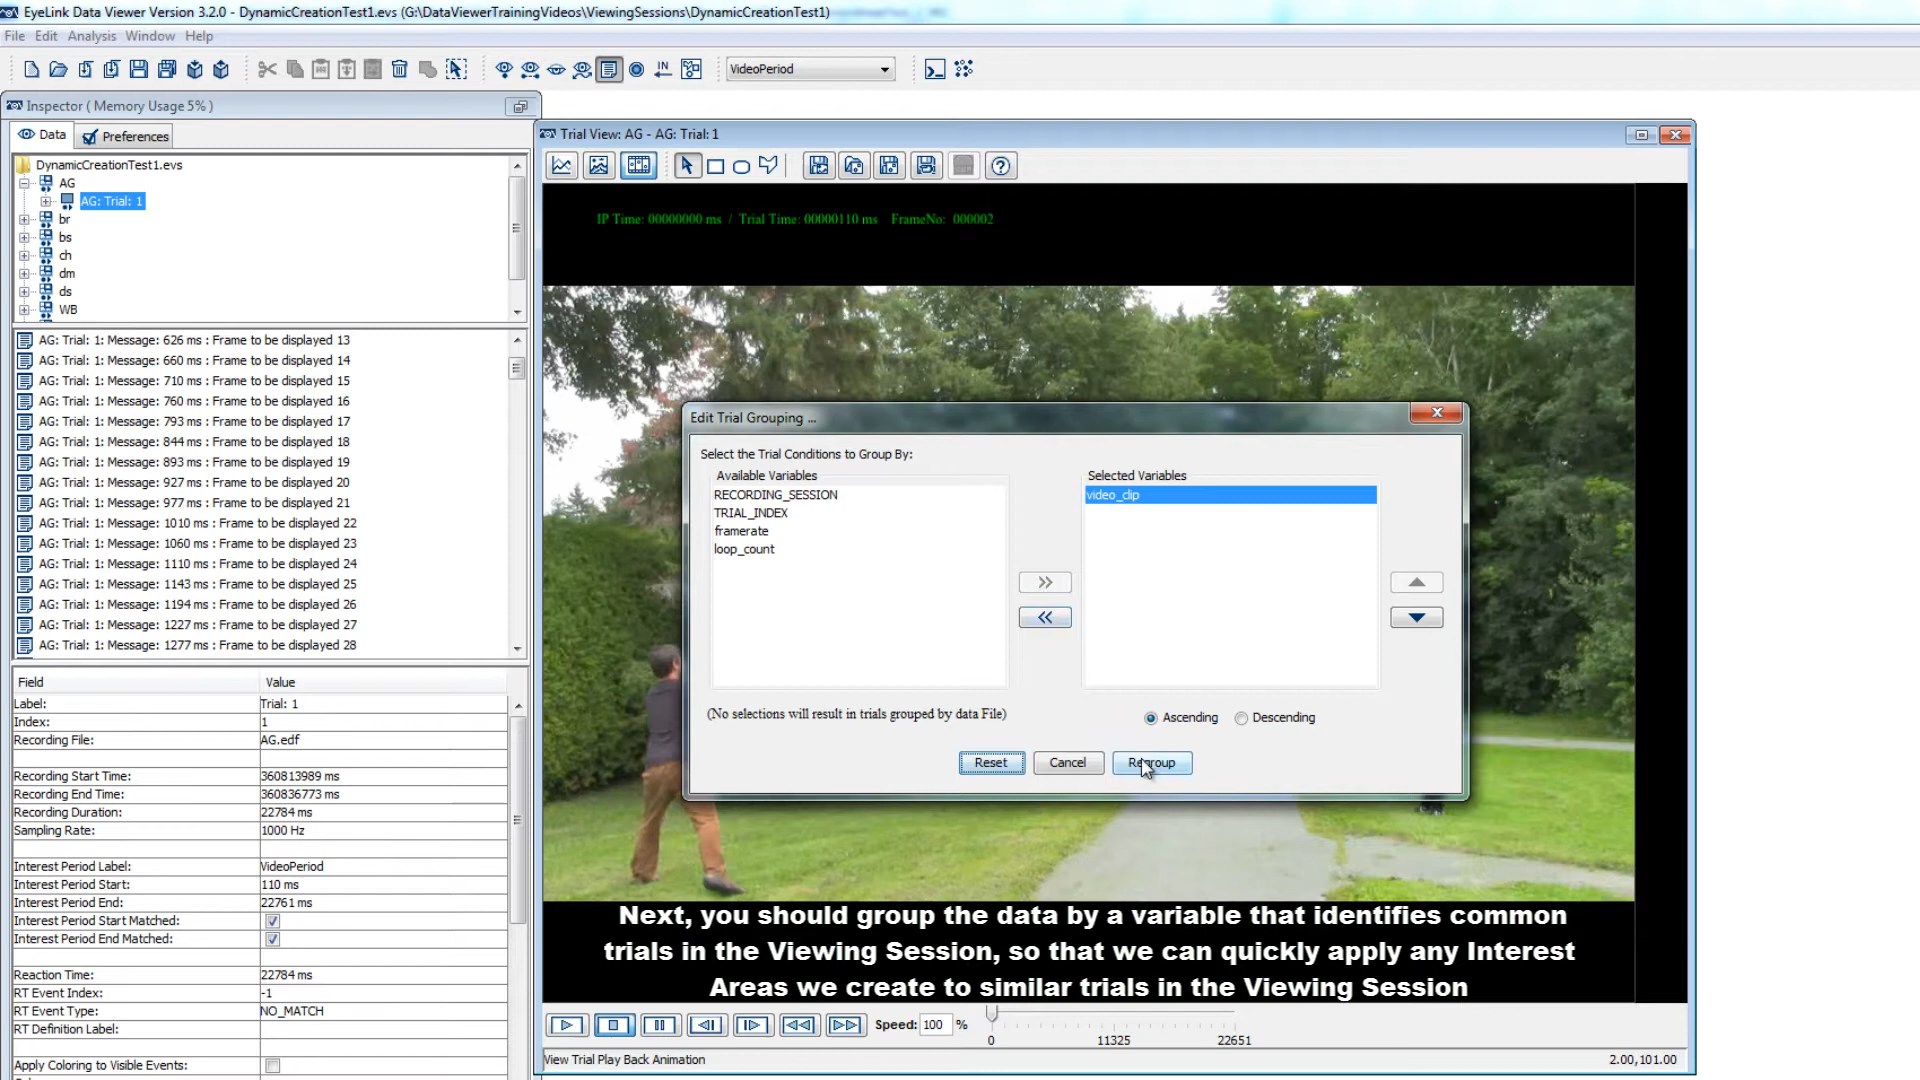 EyeLink Data Viewer Version 3.2.0 - DynamicCreationTest1.evs (G:\DataViewerTrainingVideos\ViewingSessions\DynamicCreationTest1)
File Edit Analysis Window Help
IN VideoPeriod
Inspector ( Memory Usage 5% )
Data Preferences
DynamicCreationTest1.evs
AG
AG: Trial: 1
br
bs
ch
dm
ds
WB
AG: Trial: 1: Message: 626 ms : Frame to be displayed 13
AG: Trial: 1: Message: 660 ms : Frame to be displayed 14
AG: Trial: 1: Message: 710 ms : Frame to be displayed 15
AG: Trial: 1: Message: 760 ms : Frame to be displayed 16
AG: Trial: 1: Message: 793 ms : Frame to be displayed 17
AG: Trial: 1: Message: 844 ms : Frame to be displayed 18
AG: Trial: 1: Message: 893 ms : Frame to be displayed 19
AG: Trial: 1: Message: 927 ms : Frame to be displayed 20
AG: Trial: 1: Message: 977 ms : Frame to be displayed 21
AG: Trial: 1: Message: 1010 ms : Frame to be displayed 22
AG: Trial: 1: Message: 1060 ms : Frame to be displayed 23
AG: Trial: 1: Message: 1110 ms : Frame to be displayed 24
AG: Trial: 1: Message: 1143 ms : Frame to be displayed 25
AG: Trial: 1: Message: 1194 ms : Frame to be displayed 26
AG: Trial: 1: Message: 1227 ms : Frame to be displayed 27
AG: Trial: 1: Message: 1277 ms : Frame to be displayed 28
Field Value
Label: Trial: 1
Index: 1
Recording File: AG.edf
Recording Start Time: 360813989 ms
Recording End Time: 360836773 ms
Recording Duration: 22784 ms
Sampling Rate: 1000 Hz
Interest Period Label: VideoPeriod
Interest Period Start: 110 ms
Interest Period End: 22761 ms
Interest Period Start Matched:
Interest Period End Matched:
Reaction Time: 22784 ms
RT Event Index: -1
RT Event Type: NO_MATCH
RT Definition Label:
Apply Coloring to Visible Events:
Trial View: AG - AG: Trial: 1
IP Time: 00000000 ms / Trial Time: 00000110 ms FrameNo: 000002
Edit Trial Grouping ...
Select the Trial Conditions to Group By:
Available Variables Selected Variables
RECORDING_SESSION video_clip
TRIAL_INDEX
framerate
loop_count
(No selections will result in trials grouped by data File) Ascending Descending
Reset Cancel Regroup
Next, you should group the data by a variable that identifies common
trials in the Viewing Session, so that we can quickly apply any Interest
Areas we create to similar trials in the Viewing Session
Speed: 100 %
0 11325 22651
View Trial Play Back Animation 2.00,101.00